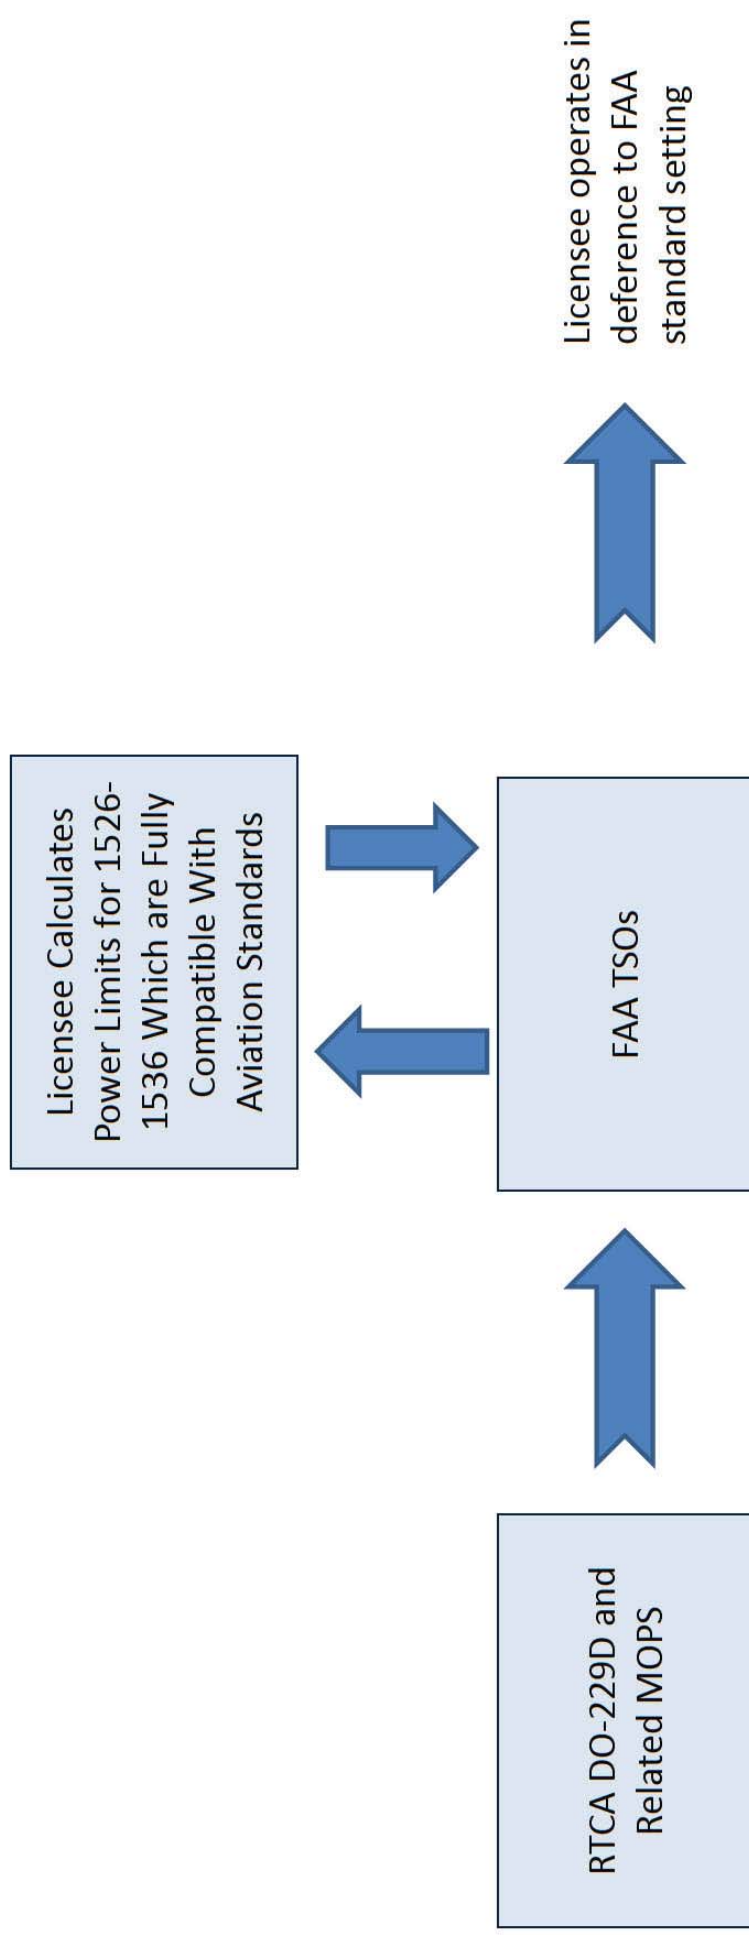 Licensee Calculates
Power Limits for 1526-
1536 Which are Fully
Compatible With
Aviation Standards
RTCA DO-229D and
Related MOPS
FAA TSOs
Licensee operates in
deference to FAA
standard setting